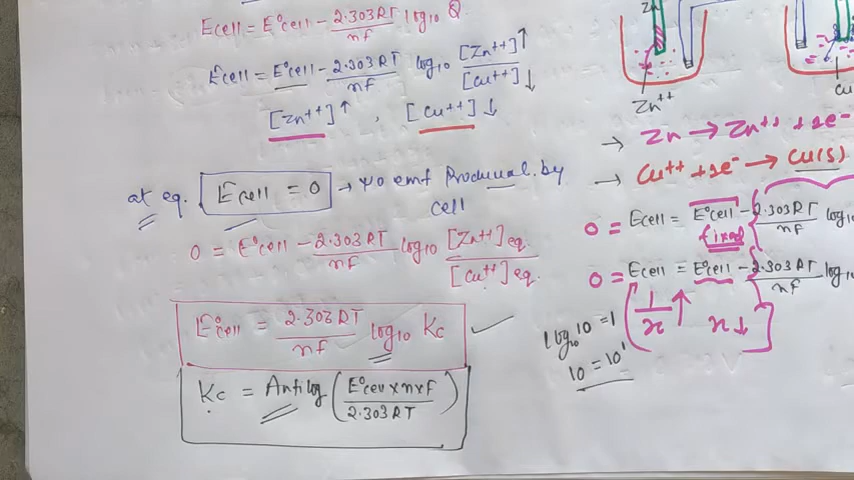 Ecell = E°cell - 2.303RT/nf log10 Q
Ecell = E°cell - 2.303RT/nf log10 [Zn++]↑/[Cu++]↓
[Zn++]↑ , [Cu++]↓
at eq. Ecell = 0 → no emf Produced by
cell
0 = E°cell - 2.303RT/nf log10 [Zn++]eq./[Cu++]eq.
E°cell = 2.303RT/nf log10 Kc
Kc = Antilog (E°cell x n x F/2.303RT)
Zn
Zn++
Cu
→ Zn → Zn++ + 2e-
→ Cu++ + 2e- → Cu(s)
0 = Ecell = E°cell - 2.303RT/nf log10
fixed
0 = Ecell = E°cell - 2.303RT/nf log10
log10 10 = 1
(1/x ↑ x↓]
10 = 10¹